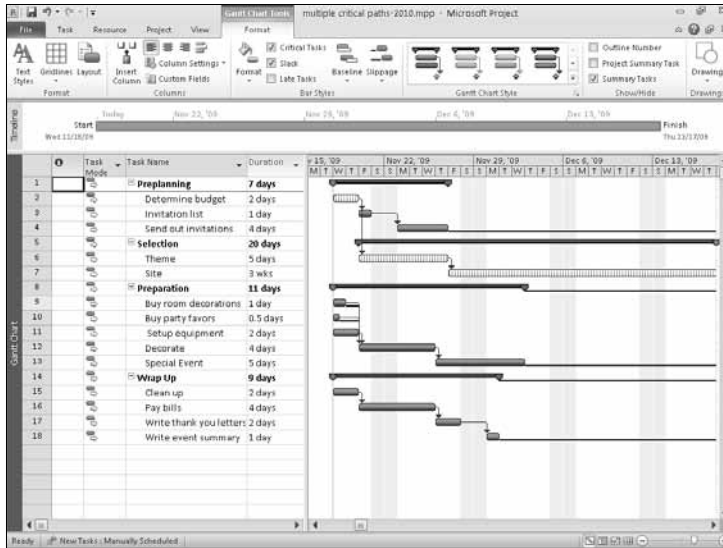 Gantt Chart Tools
multiple critical paths-2010.mpp - Microsoft Project
File Task Resource Project View Format
Text Styles
Gridlines
Layout
Format
Insert Column
Column Settings
Custom Fields
Columns
Format
Critical Tasks
Slack
Late Tasks
Baseline
Slippage
Bar Styles
Gantt Chart Style
Outline Number
Project Summary Task
Summary Tasks
Show/Hide
Drawing
Drawings
Timeline
Today Nov 22, '09 Nov 29, '09 Dec 6, '09 Dec 13, '09
Start
Finish
Thu 12/17/09
Task Mode Task Name Duration
15, '09 Nov 22, '09 Nov 29, '09 Dec 6, '09 Dec 13, '09
M T W T F S S M T W T F S S M T W T F S S M T W T F S S M T W T F S
1 Preplanning 7 days
2 Determine budget 2 days
3 Invitation list 1 day
4 Send out invitations 4 days
5 Selection 20 days
6 Theme 5 days
7 Site 3 wks
8 Preparation 11 days
9 Buy room decorations 1 day
10 Buy party favors 0.5 days
11 Setup equipment 2 days
12 Decorate 4 days
13 Special Event 5 days
14 Wrap Up 9 days
15 Clean up 2 days
16 Pay bills 4 days
17 Write thank you letters 2 days
18 Write event summary 1 day
Gantt Chart
Ready New Tasks : Manually Scheduled